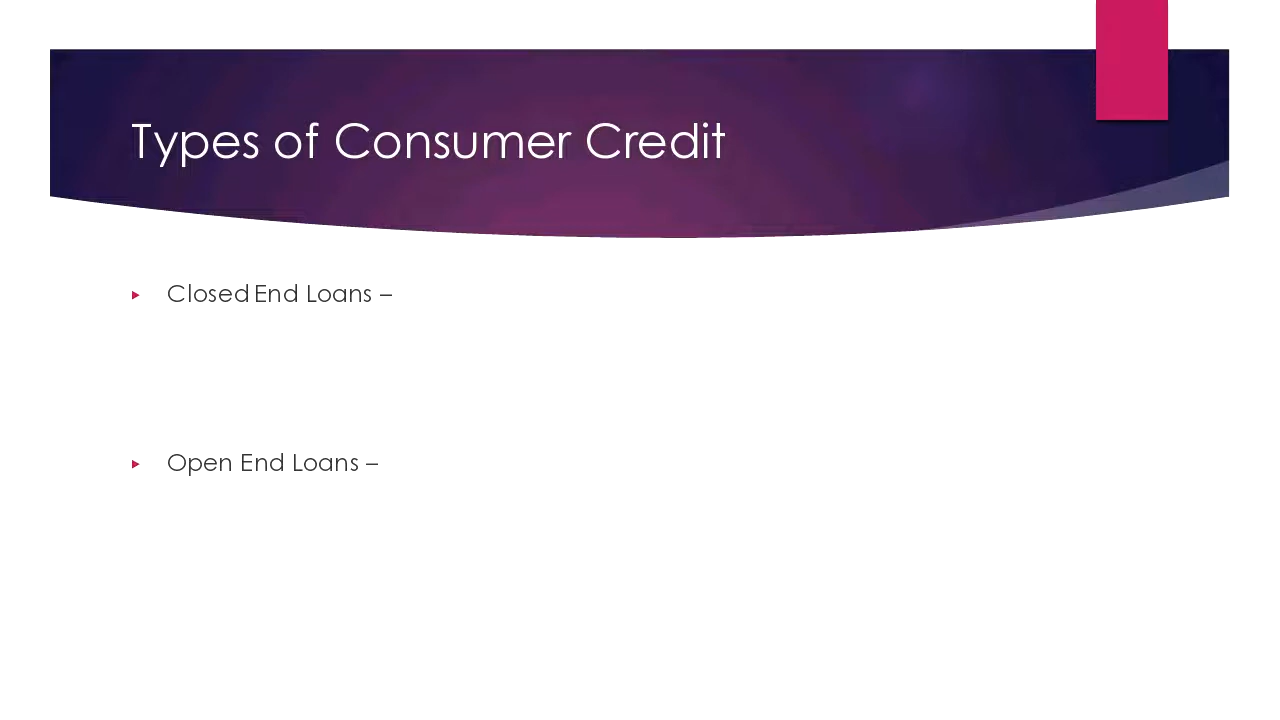 Types of Consumer Credit
Closed End Loans –
Open End Loans –